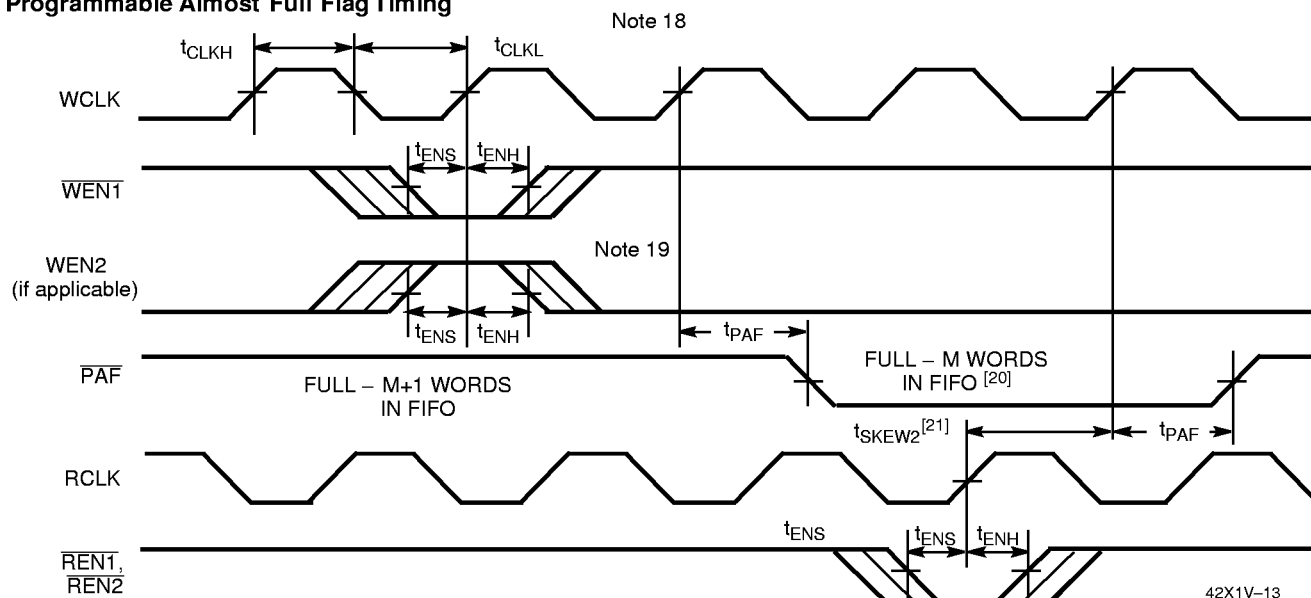 Programmable Almost Full Flag Timing
Note 18
tCLKH
tCLKL
WCLK
tENS
tENH
WEN1
Note 19
WEN2
(if applicable)
tENS
tENH
tPAF
PAF
FULL – M+1 WORDS
IN FIFO
FULL – M WORDS
IN FIFO [20]
tSKEW2[21]
tPAF
RCLK
tENS
tENS
tENH
REN1,
REN2
42X1V–13